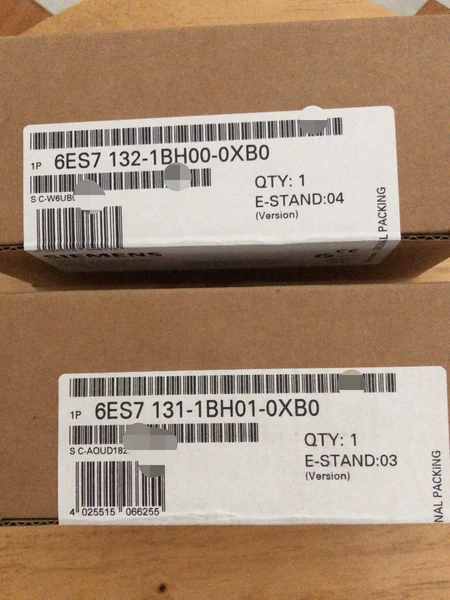 1P 6ES7 132-1BH00-0XB0
S C-W6UB
QTY: 1
E-STAND:04
(Version)
SIEMENS
AL PACKING
1P 6ES7 131-1BH01-0XB0
S C-AOUD182
QTY: 1
E-STAND:03
(Version)
4 025515 066255
NAL PACKING